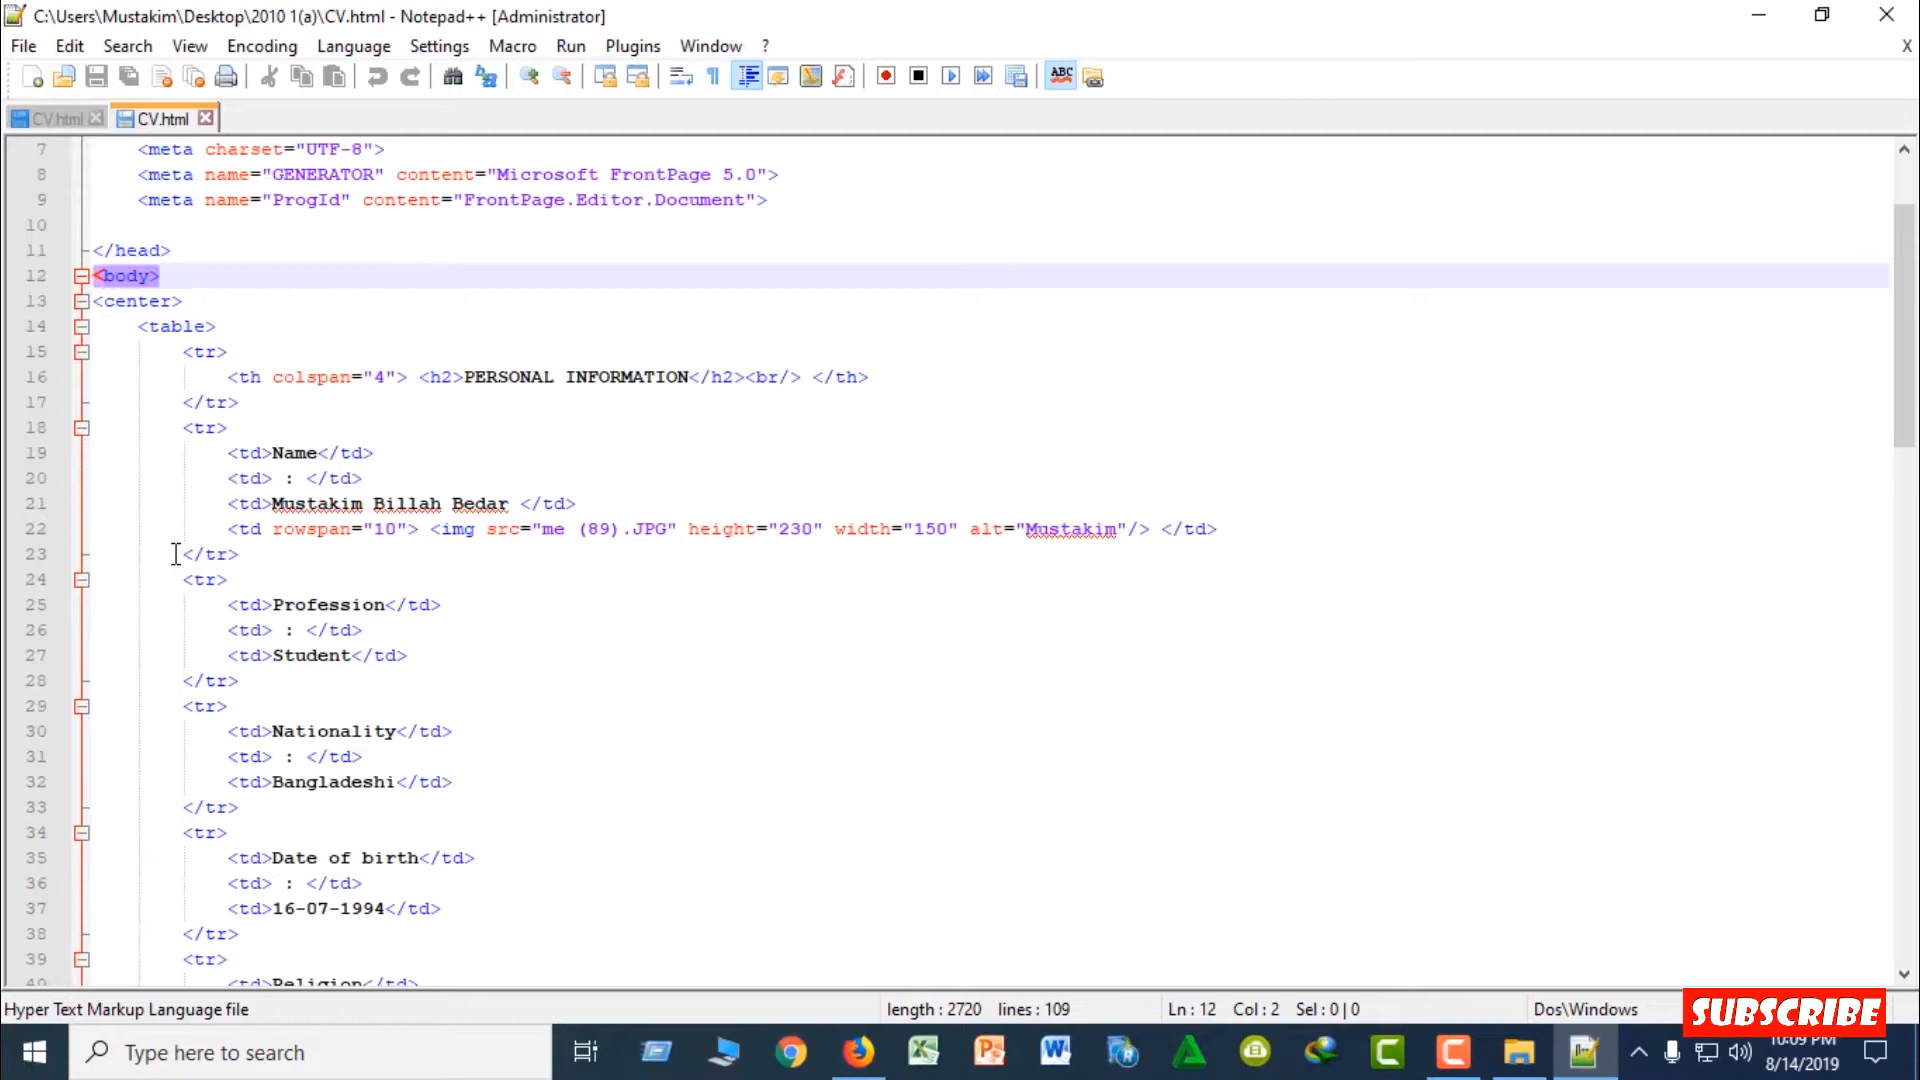 C:\Users\Mustakim\Desktop\2010 1(a)\CV.html - Notepad++ [Administrator]
File Edit Search View Encoding Language Settings Macro Run Plugins Window ? X
ABC
CV.html CV.html
7 <meta charset="UTF-8">
8 <meta name="GENERATOR" content="Microsoft FrontPage 5.0">
9 <meta name="ProgId" content="FrontPage.Editor.Document">
10
11 </head>
12 <body>
13 <center>
14 <table>
15 <tr>
16 <th colspan="4"> <h2>PERSONAL INFORMATION</h2><br/> </th>
17 </tr>
18 <tr>
19 <td>Name</td>
20 <td> : </td>
21 <td>Mustakim Billah Bedar </td>
22 <td rowspan="10"> <img src="me (89).JPG" height="230" width="150" alt="Mustakim"/> </td>
23 </tr>
24 <tr>
25 <td>Profession</td>
26 <td> : </td>
27 <td>Student</td>
28 </tr>
29 <tr>
30 <td>Nationality</td>
31 <td> : </td>
32 <td>Bangladeshi</td>
33 </tr>
34 <tr>
35 <td>Date of birth</td>
36 <td> : </td>
37 <td>16-07-1994</td>
38 </tr>
39 <tr>
40 <td>Religion</td>
Hyper Text Markup Language file length : 2720 lines : 109 Ln : 12 Col : 2 Sel : 0 | 0 Dos\Windows
SUBSCRIBE
Type here to search
10:09 PM
8/14/2019